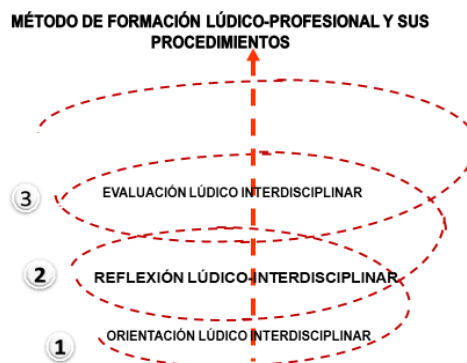 MÉTODO DE FORMACIÓN LÚDICO-PROFESIONAL Y SUS
PROCEDIMIENTOS
3
EVALUACIÓN LÚDICO INTERDISCIPLINAR
2
REFLEXIÓN LÚDICO-INTERDISCIPLINAR
1
ORIENTACIÓN LÚDICO INTERDISCIPLINAR